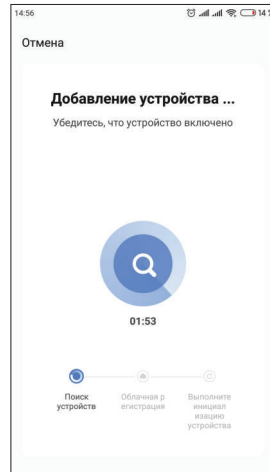 14:56
14 %
Отмена
Добавление устройства ...
Убедитесь, что устройство включено
01:53
Поиск
устройств
Облачная р
егистрация
Выполните
инициал
изацию
устройства